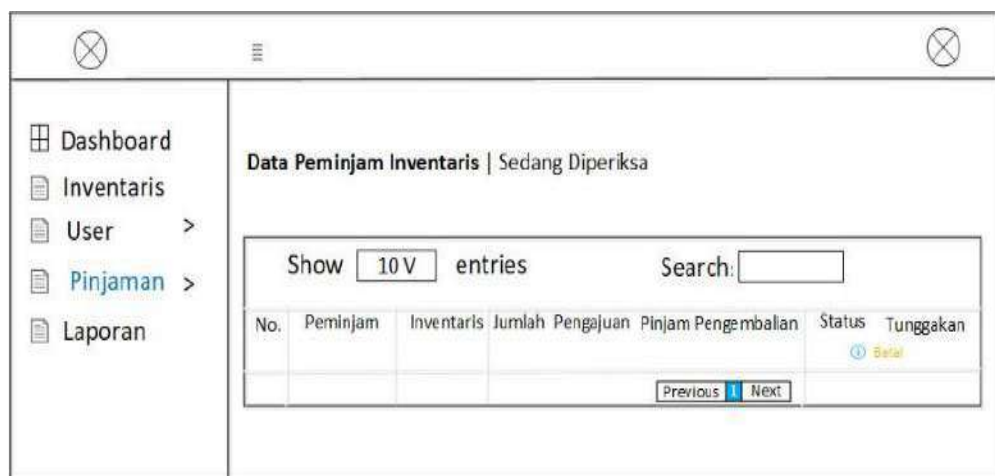 Dashboard
Inventaris
User >
Pinjaman >
Laporan
Data Peminjam Inventaris | Sedang Diperiksa
Show 10 V entries Search:
No. Peminjam Inventaris Jumlah Pengajuan Pinjam Pengembalian Status Tunggakan
Batal
Previous 1 Next